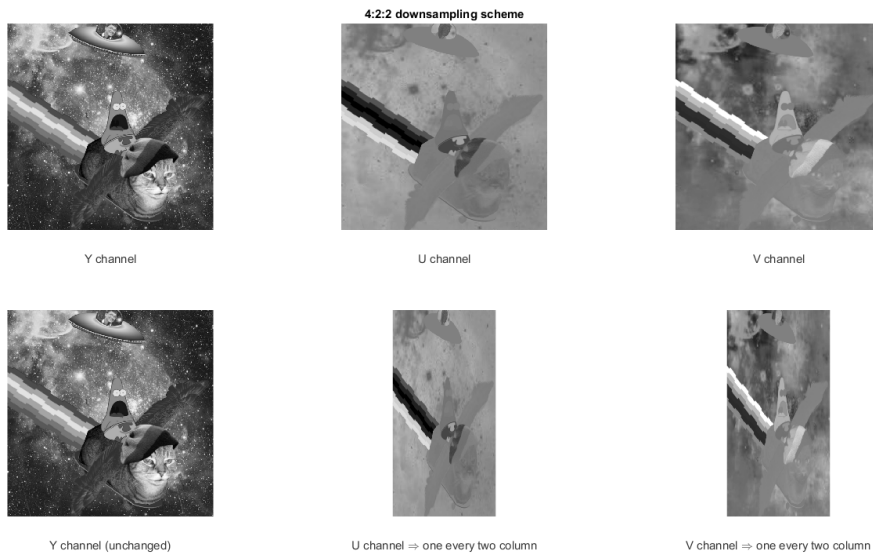 4:2:2 downsampling scheme
Y channel
U channel
V channel
Y channel (unchanged)
U channel ⇒ one every two column
V channel ⇒ one every two column